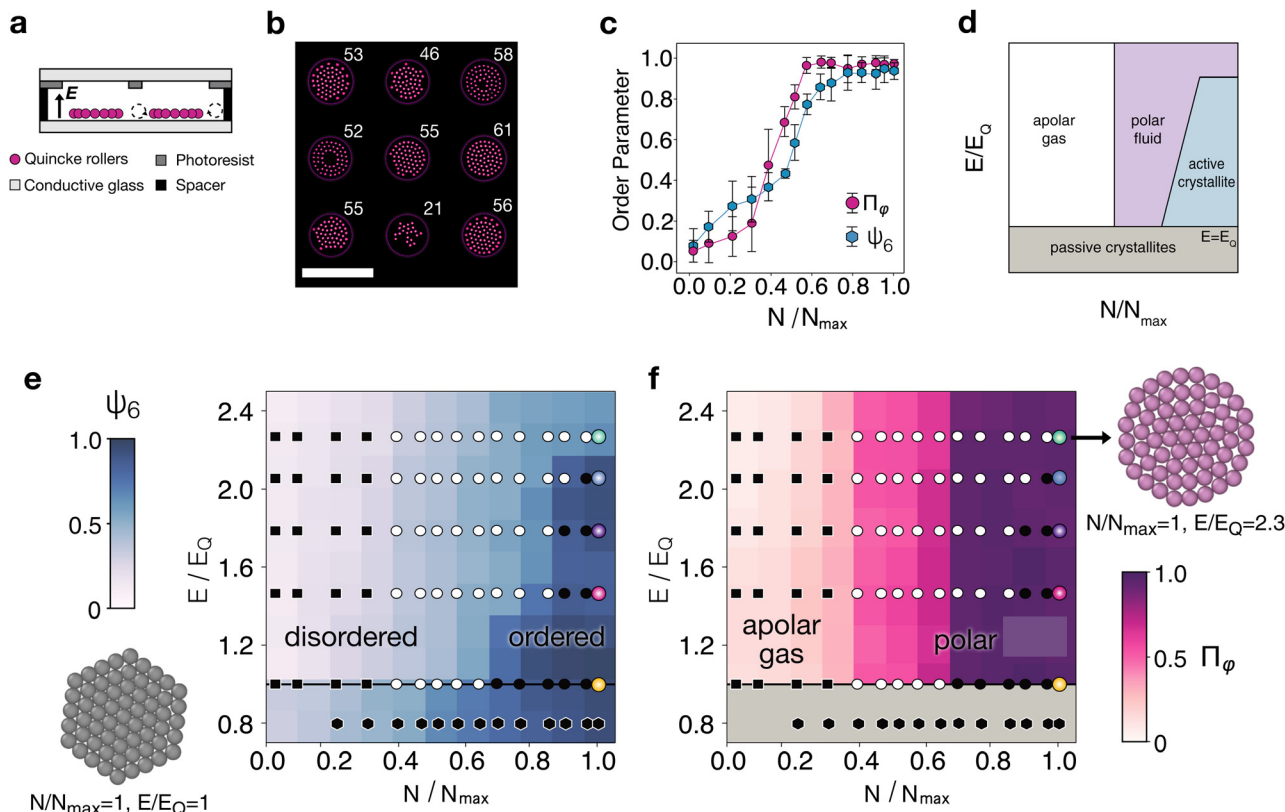 a
E
Quincke rollers
Photoresist
Conductive glass
Spacer
b
53
46
58
52
55
61
55
21
56
c
Order Parameter
1.0
0.8
0.6
0.4
0.2
0.0
Πφ
ψ6
0.0 0.2 0.4 0.6 0.8 1.0
N /Nmax
d
E/EQ
apolar
gas
polar
fluid
active
crystallite
E=EQ
passive crystallites
N/Nmax
e
ψ6
1.0
0.5
0
E / EQ
2.4
2.0
1.6
1.2
0.8
disordered
ordered
0.0 0.2 0.4 0.6 0.8 1.0
N / Nmax
N/Nmax=1, E/EQ=1
f
E / EQ
2.4
2.0
1.6
1.2
0.8
apolar
gas
polar
0.0 0.2 0.4 0.6 0.8 1.0
N / Nmax
N/Nmax=1, E/EQ=2.3
1.0
0.5
0
Πφ